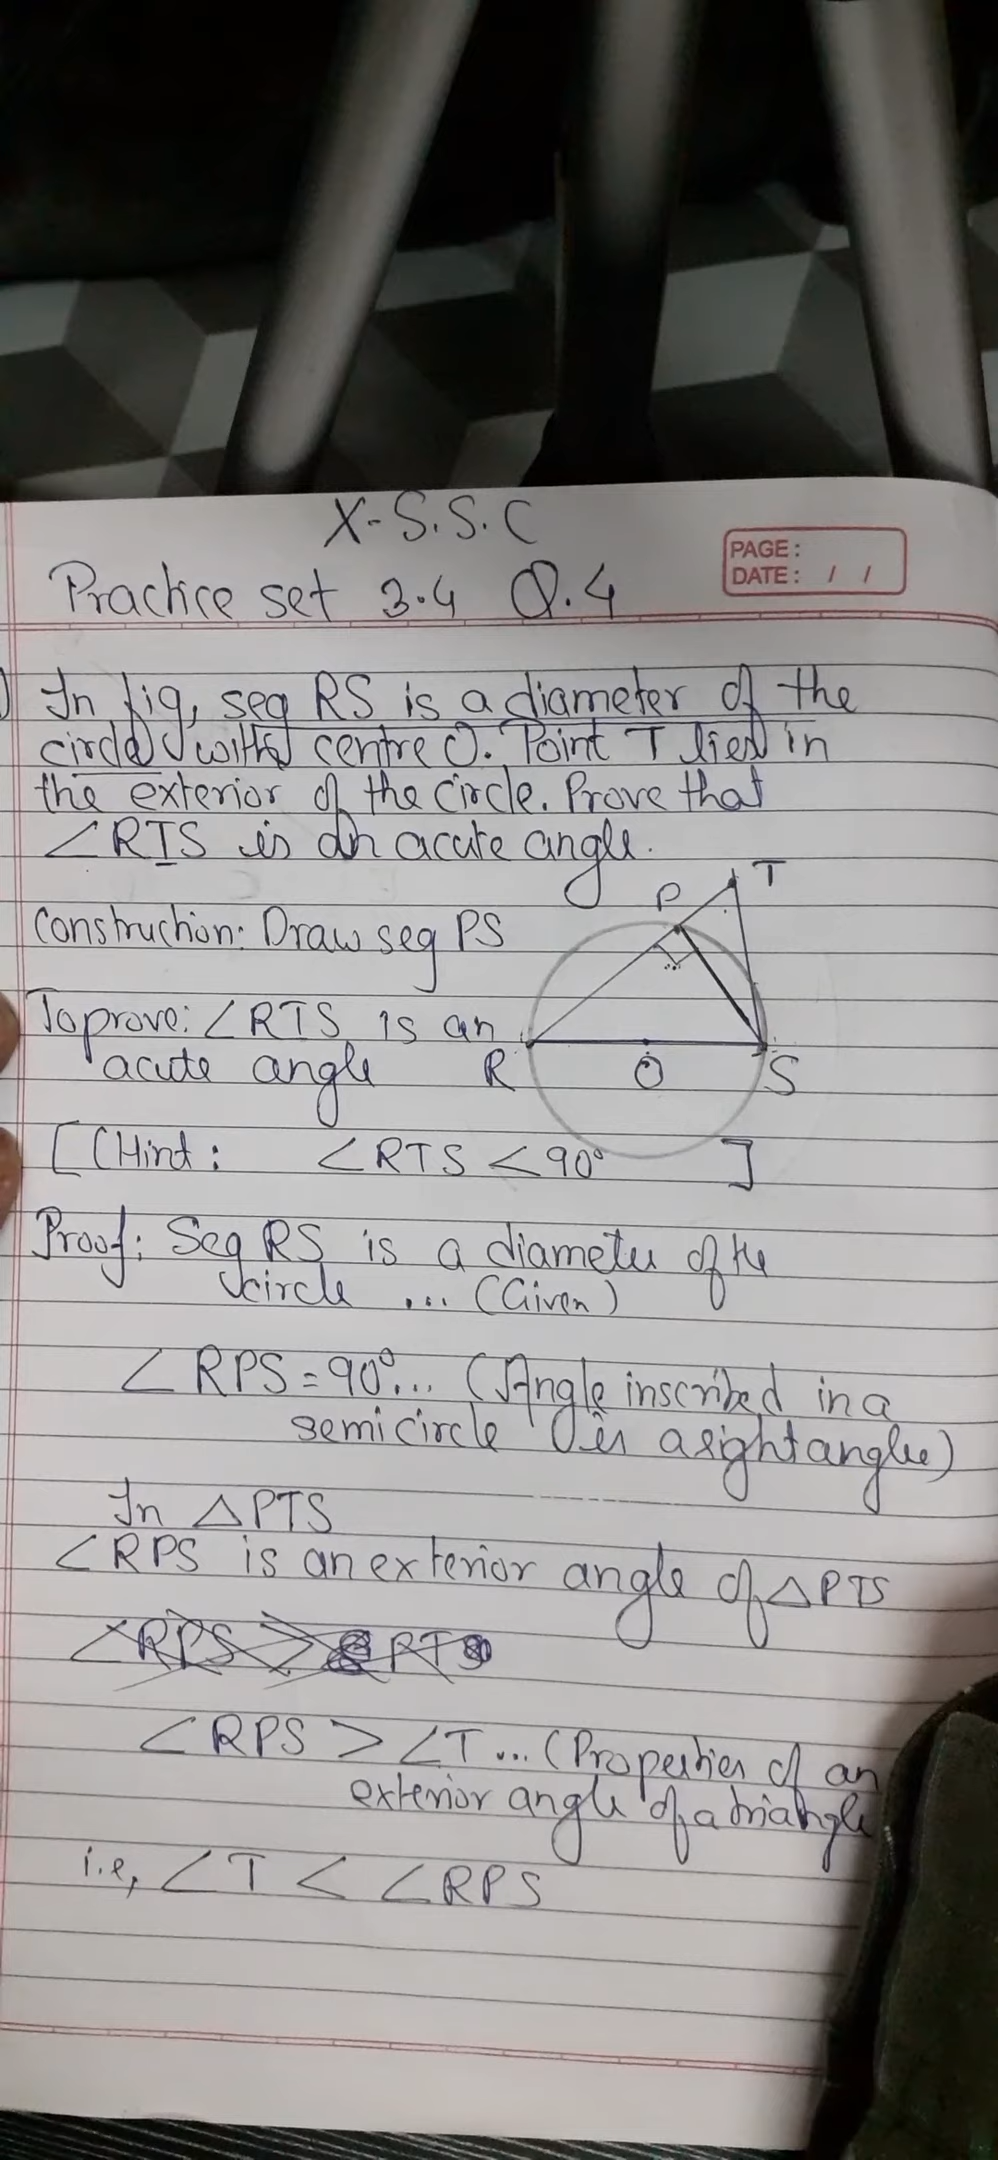 X-S.S.C
PAGE:
DATE: / /
Practice set 3.4 Q.4
In fig, seg RS is a diameter of the
circle with centre O. Point T lies in
the exterior of the circle. Prove that
∠RTS is an acute angle.
P T
Construction: Draw seg PS
To prove: ∠RTS is an
acute angle
R O S
[(Hint: ∠RTS < 90° ]
Proof: Seg RS is a diameter of the
circle ... (Given)
∠RPS = 90°... (Angle inscribed in a
semicircle is a right angle)
In △PTS
∠RPS is an exterior angle of △PTS
∠RPS > ∠T ... (Properties of an
exterior angle of a triangle
i.e, ∠T < ∠RPS